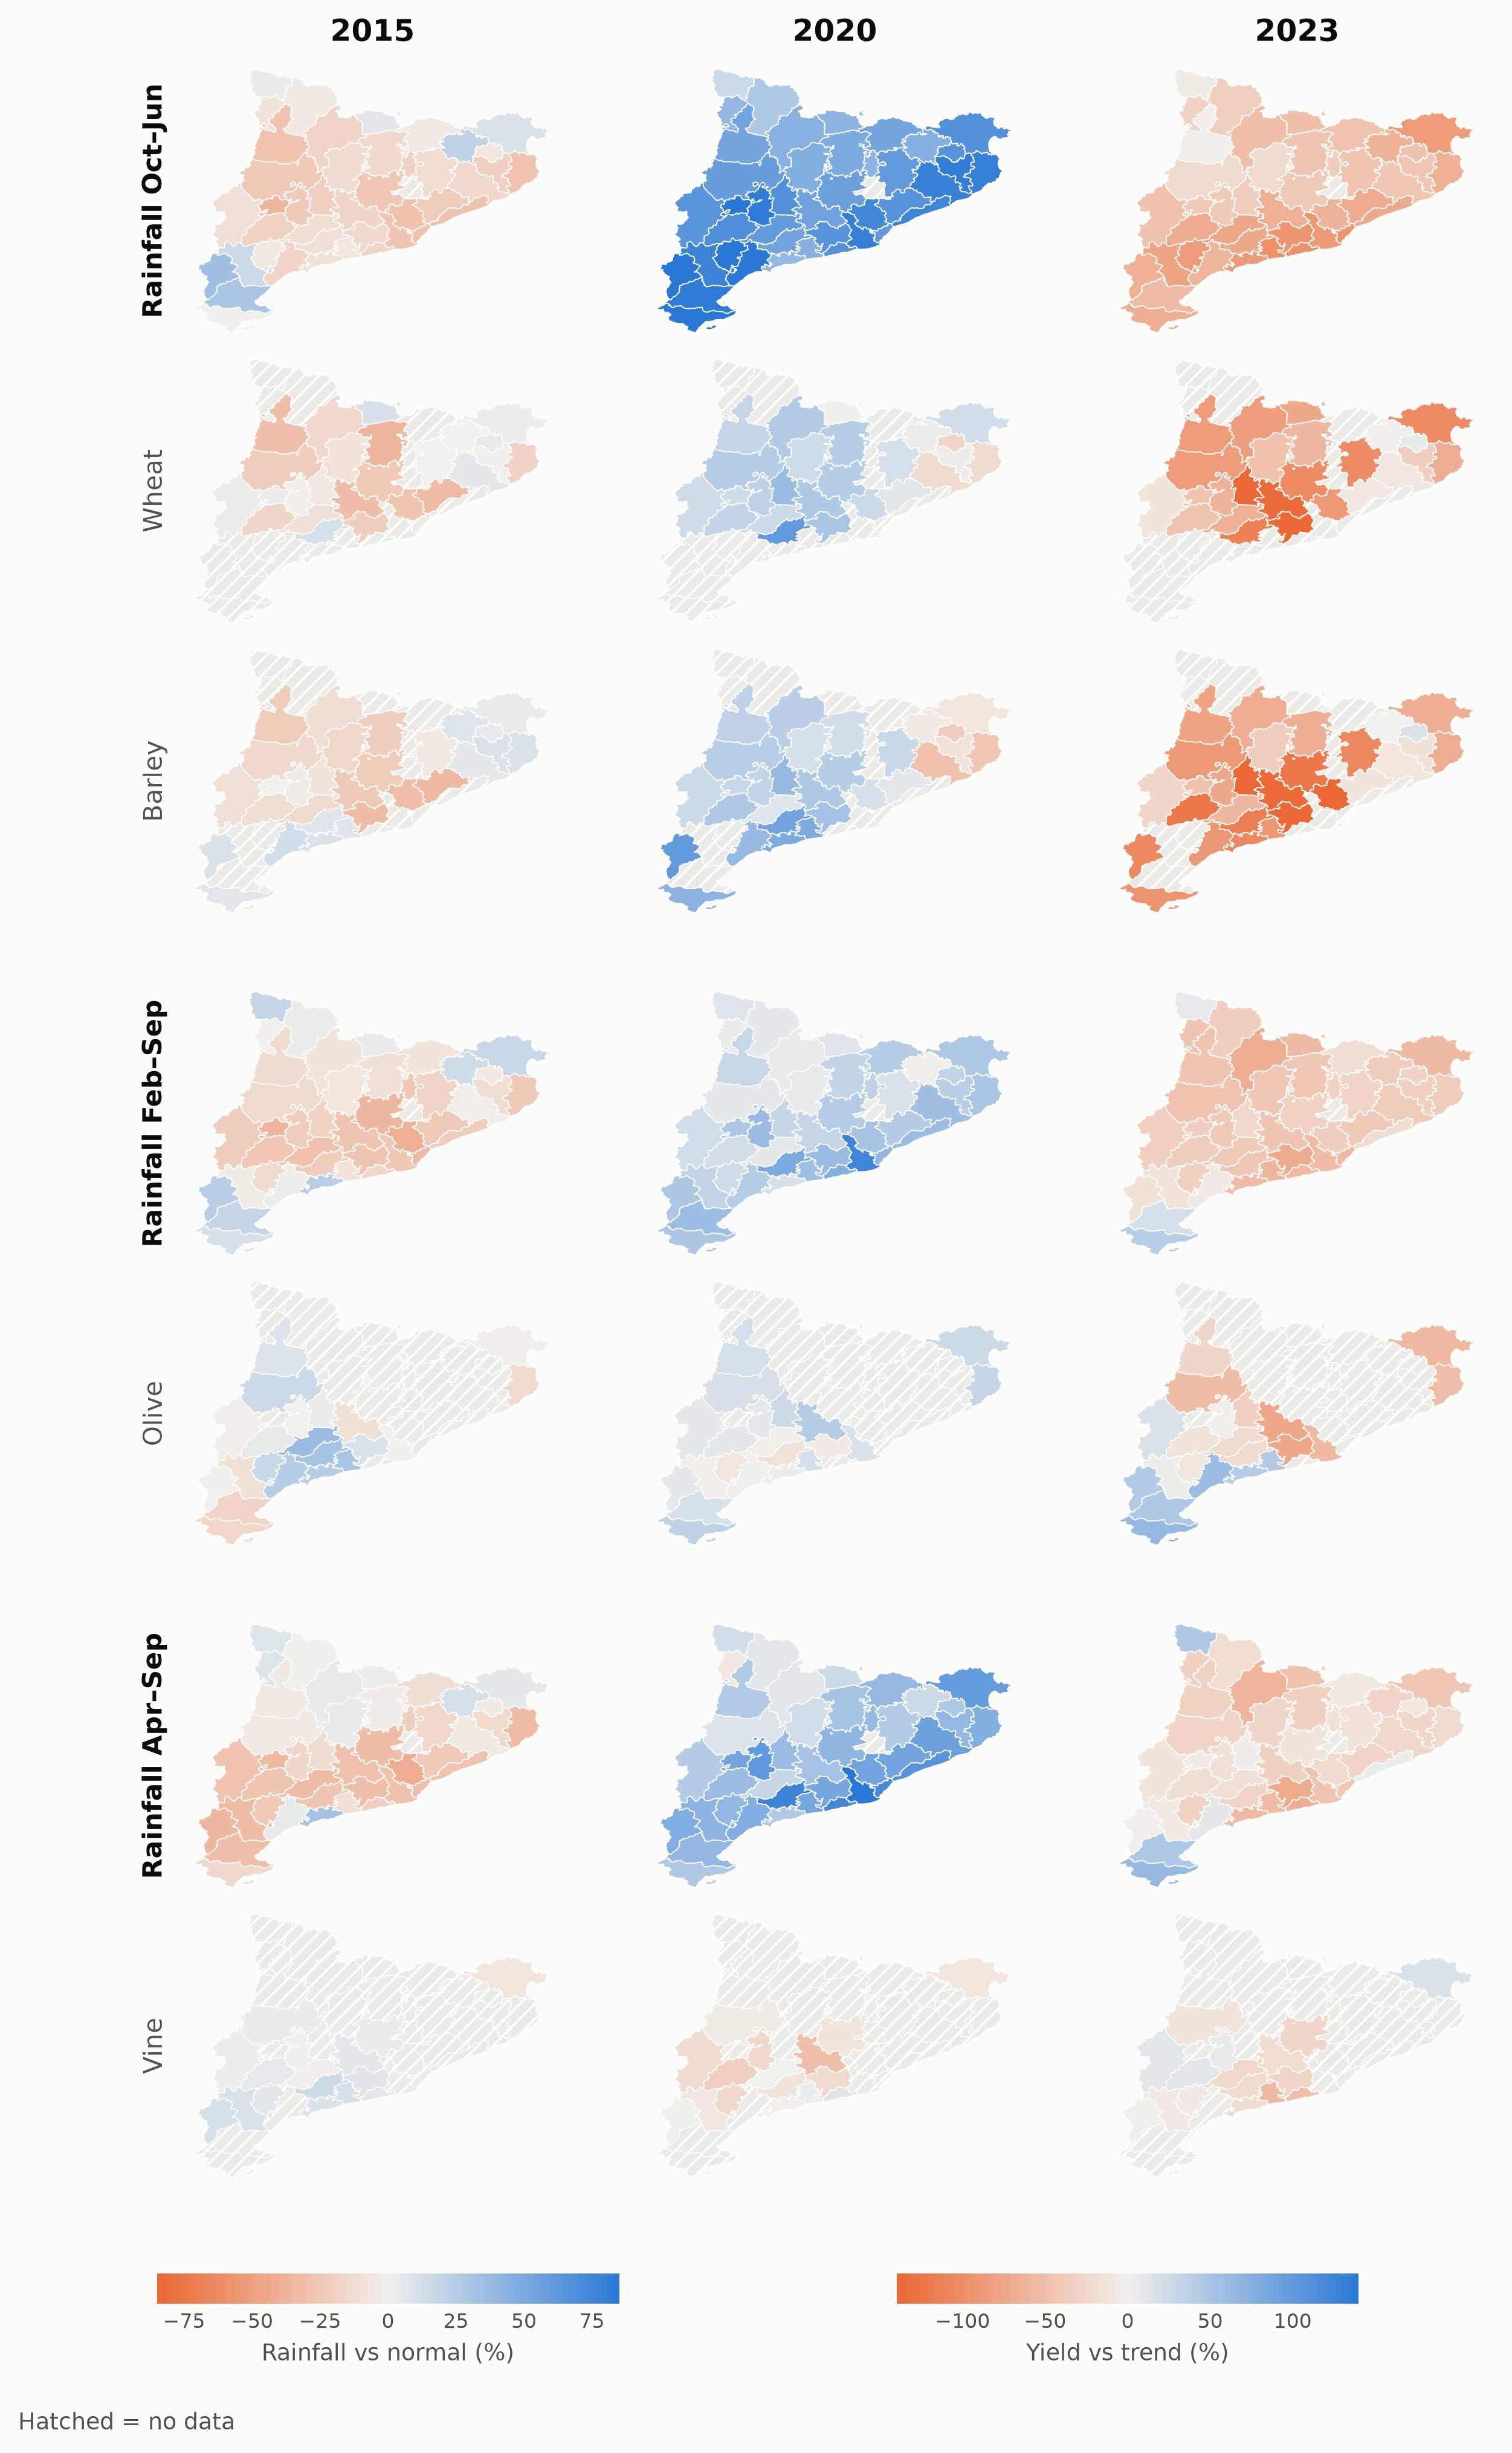 2015 2020 2023
Rainfall Oct–Jun
Wheat
Barley
Rainfall Feb–Sep
Olive
Rainfall Apr–Sep
Vine
−75 −50 −25 0 25 50 75
Rainfall vs normal (%)
−100 −50 0 50 100
Yield vs trend (%)
Hatched = no data